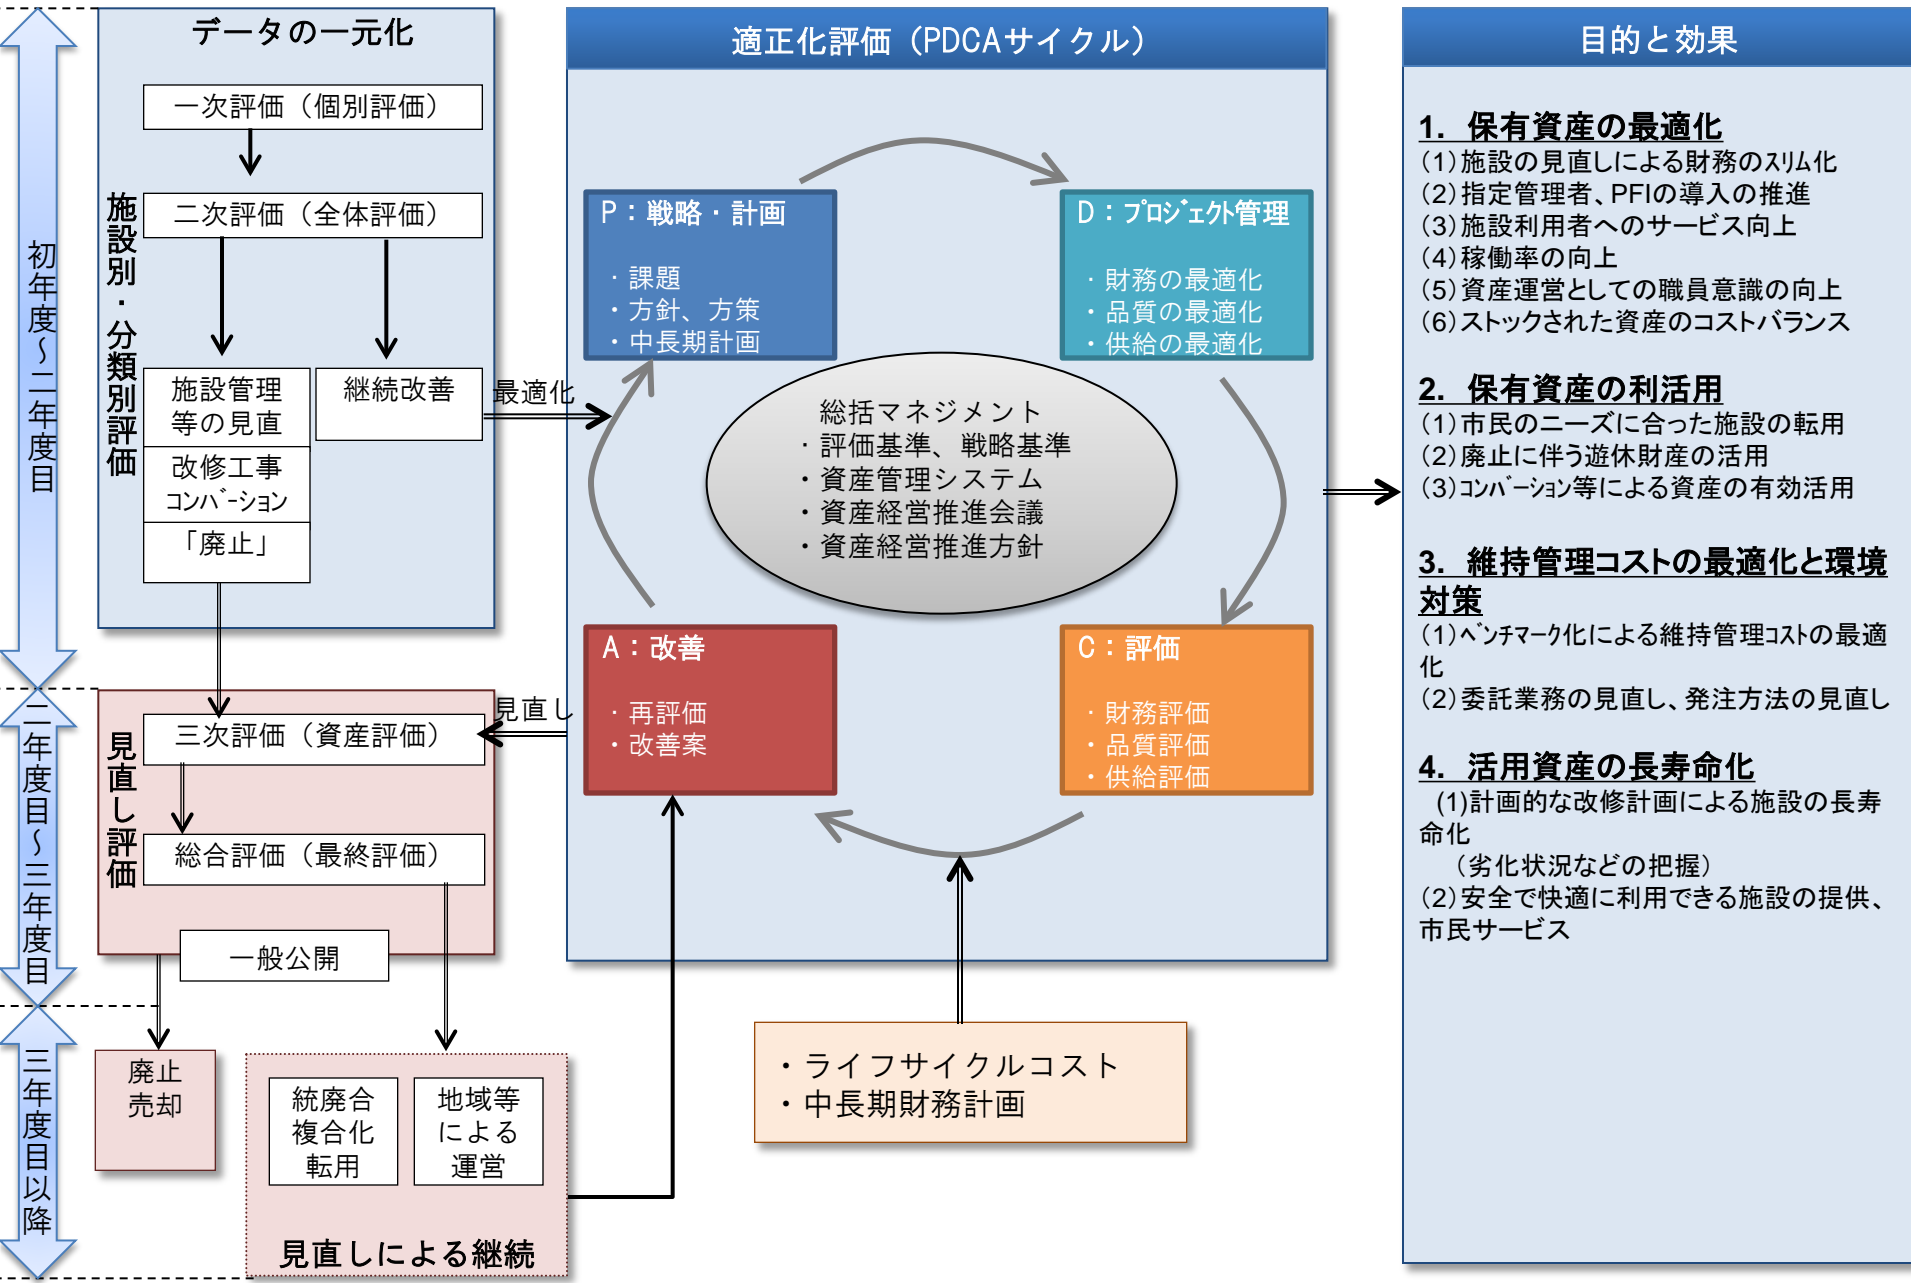 データの一元化
一次評価（個別評価）
二次評価（全体評価）
施設別・分類別評価
施設管理
等の見直
継続改善
改修工事
ｺﾝﾊﾞｰｼｮﾝ
「廃止」
初年度～二年度目
最適化
見直し
三次評価（資産評価）
総合評価（最終評価）
見直し評価
一般公開
二年度目～三年度目
廃止
売却
統廃合
複合化
転用
地域等
による
運営
見直しによる継続
三年度目以降
適正化評価（PDCAサイクル）
P：戦略・計画
・課題
・方針、方策
・中長期計画
D：ﾌﾟﾛｼﾞｪｸﾄ管理
・財務の最適化
・品質の最適化
・供給の最適化
総括マネジメント
・評価基準、戦略基準
・資産管理システム
・資産経営推進会議
・資産経営推進方針
A：改善
・再評価
・改善案
C：評価
・財務評価
・品質評価
・供給評価
・ライフサイクルコスト
・中長期財務計画
目的と効果
1. 保有資産の最適化
（1）施設の見直しによる財務のｽﾘﾑ化
（2）指定管理者、PFIの導入の推進
（3）施設利用者へのサービス向上
（4）稼働率の向上
（5）資産運営としての職員意識の向上
（6）ストックされた資産のコストバランス
2. 保有資産の利活用
（1）市民のニーズに合った施設の転用
（2）廃止に伴う遊休財産の活用
（3）ｺﾝﾊﾞｰｼｮﾝ等による資産の有効活用
3. 維持管理コストの最適化と環境
対策
（1）ﾍﾞﾝﾁﾏｰｸ化による維持管理ｺｽﾄの最適
化
（2）委託業務の見直し、発注方法の見直し
4. 活用資産の長寿命化
(1)計画的な改修計画による施設の長寿
命化
（劣化状況などの把握）
（2）安全で快適に利用できる施設の提供、
市民サービス